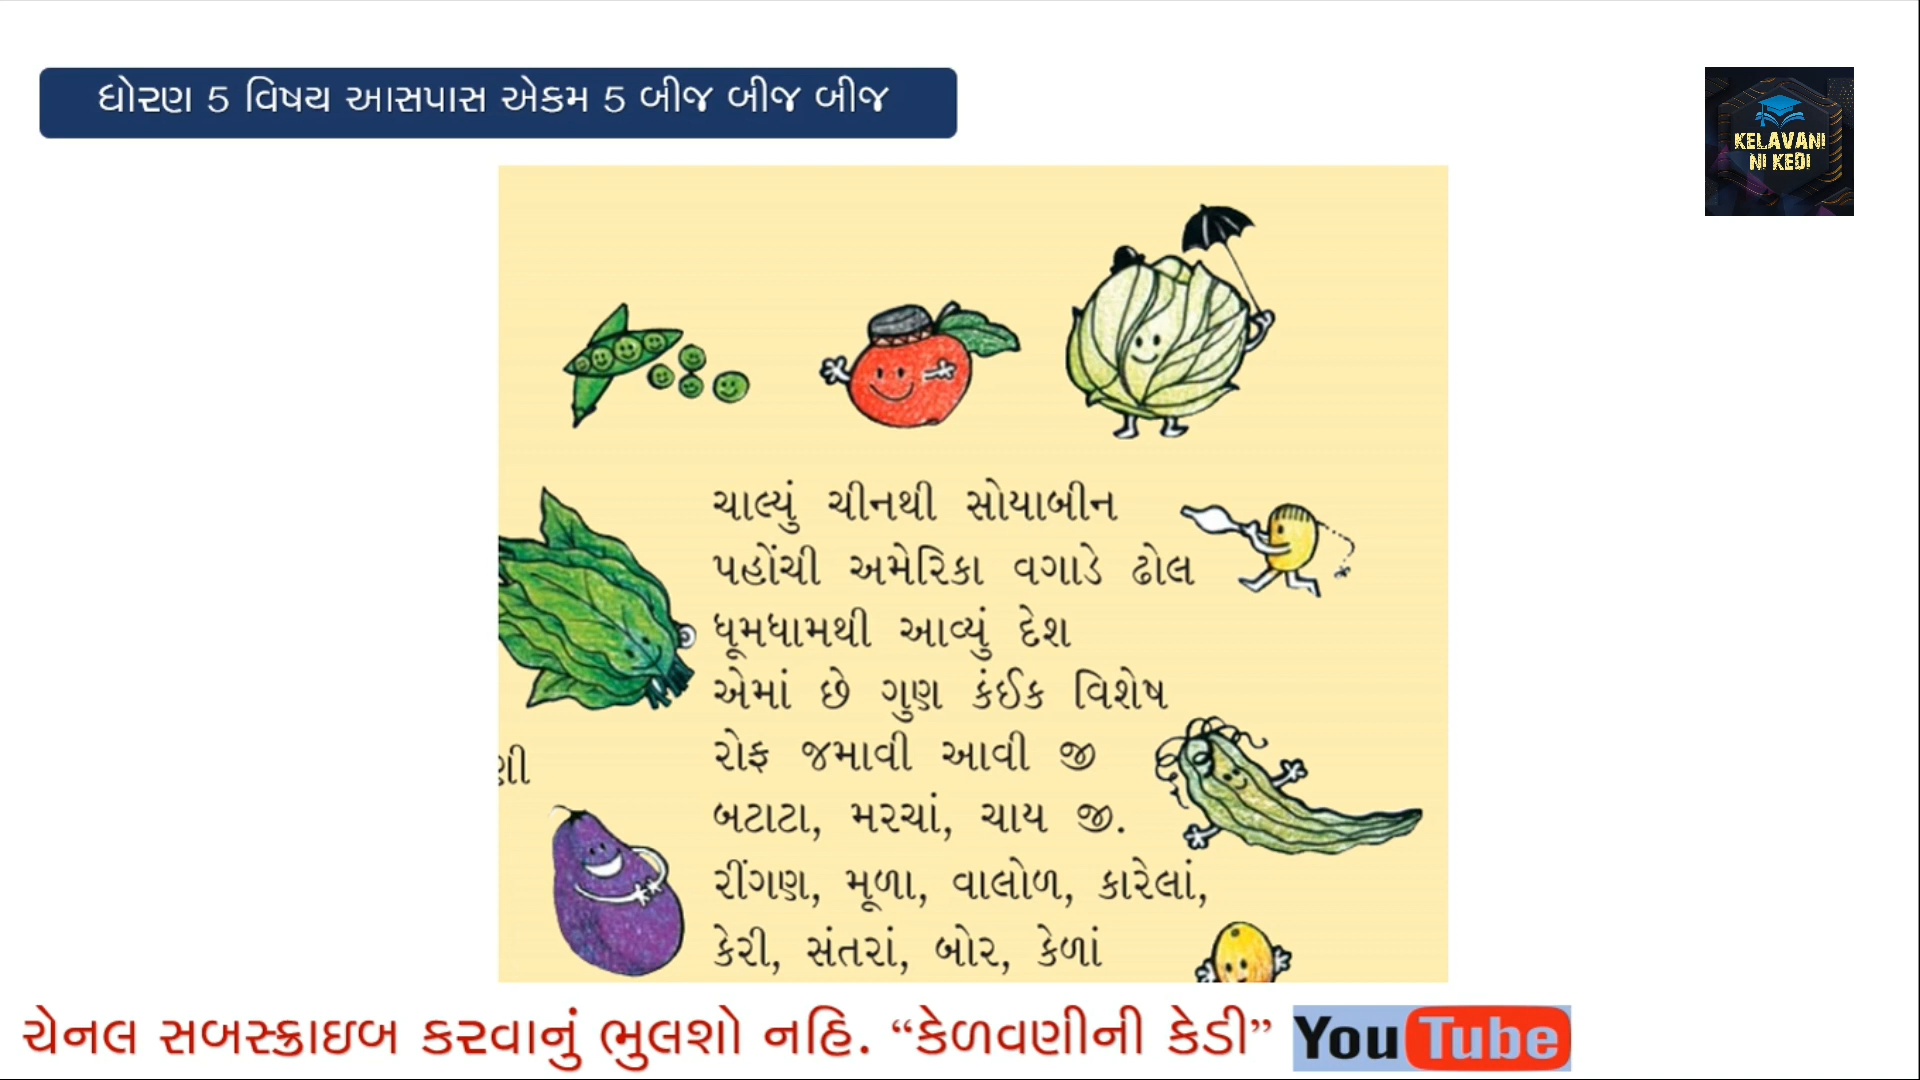 ધોરણ 5 વિષય આસપાસ એકમ 5 બીજ બીજ બીજ
KELAVANI
NI KEDI
ચાલ્યું ચીનથી સોયાબીન
પહોંચી અમેરિકા વગાડે ઢોલ
ધૂમધામથી આવ્યું દેશ
એમાં છે ગુણ કંઈક વિશેષ
રોફ જમાવી આવી જી
બટાટા, મરચાં, ચાય જી.
રીંગણ, મૂળા, વાલોળ, કારેલાં,
કેરી, સંતરાં, બોર, કેળાં
ચેનલ સબસ્ક્રાઇબ કરવાનું ભુલશો નહિ. “કેળવણીની કેડી” YouTube